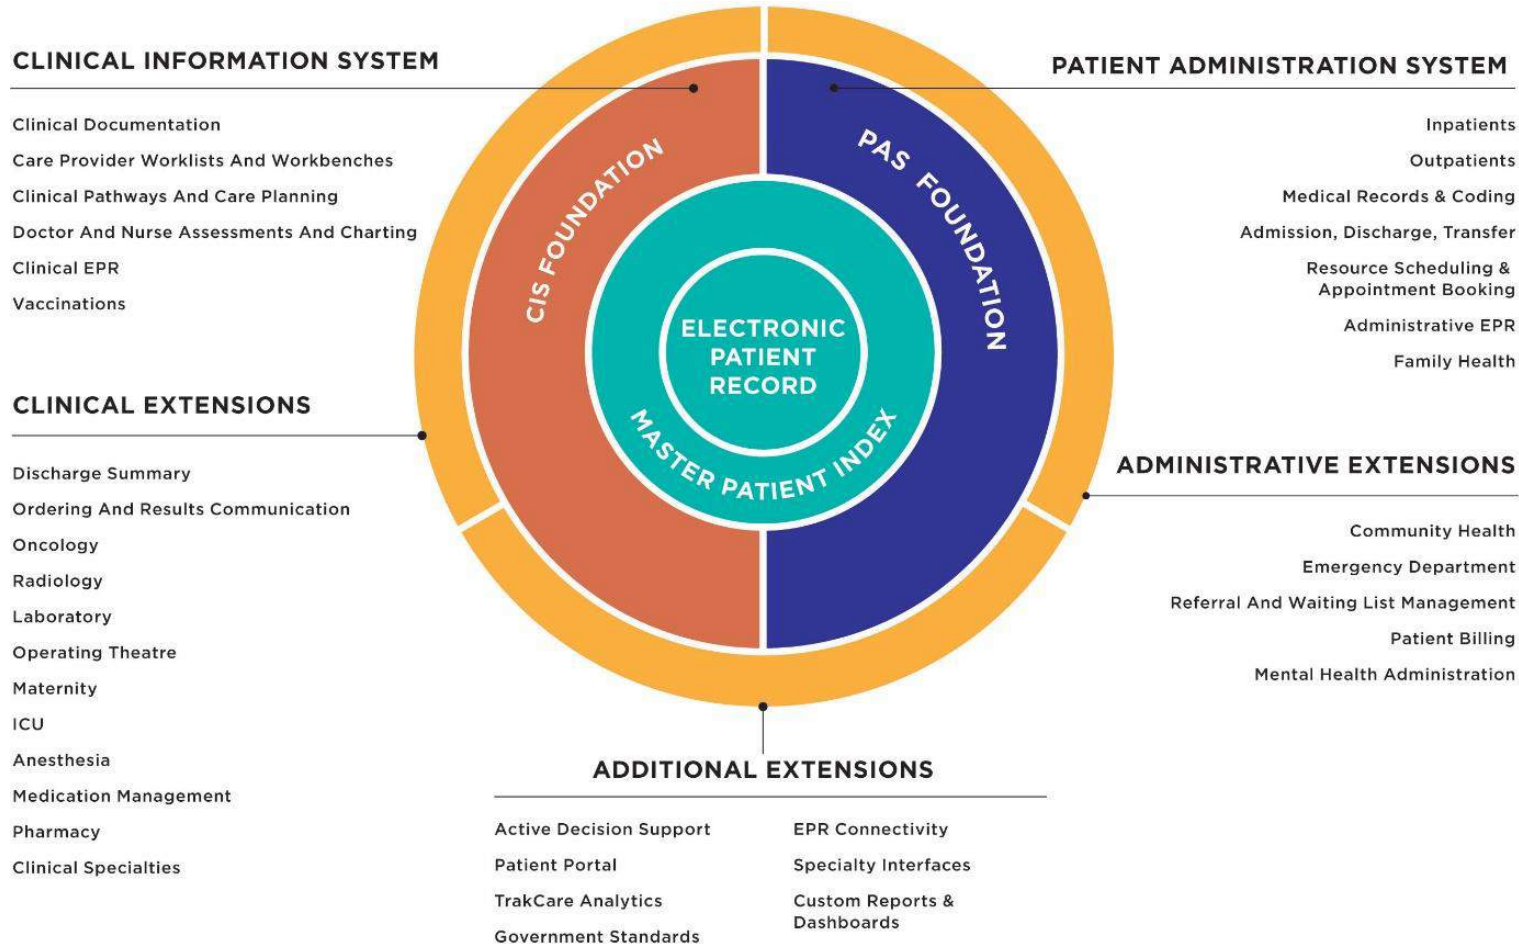 CLINICAL INFORMATION SYSTEM
Clinical Documentation
Care Provider Worklists And Workbenches
Clinical Pathways And Care Planning
Doctor And Nurse Assessments And Charting
Clinical EPR
Vaccinations
CLINICAL EXTENSIONS
Discharge Summary
Ordering And Results Communication
Oncology
Radiology
Laboratory
Operating Theatre
Maternity
ICU
Anesthesia
Medication Management
Pharmacy
Clinical Specialties
CIS FOUNDATION
PAS FOUNDATION
ELECTRONIC
PATIENT
RECORD
MASTER PATIENT INDEX
PATIENT ADMINISTRATION SYSTEM
Inpatients
Outpatients
Medical Records & Coding
Admission, Discharge, Transfer
Resource Scheduling &
Appointment Booking
Administrative EPR
Family Health
ADMINISTRATIVE EXTENSIONS
Community Health
Emergency Department
Referral And Waiting List Management
Patient Billing
Mental Health Administration
ADDITIONAL EXTENSIONS
Active Decision Support
Patient Portal
TrakCare Analytics
Government Standards
EPR Connectivity
Specialty Interfaces
Custom Reports &
Dashboards